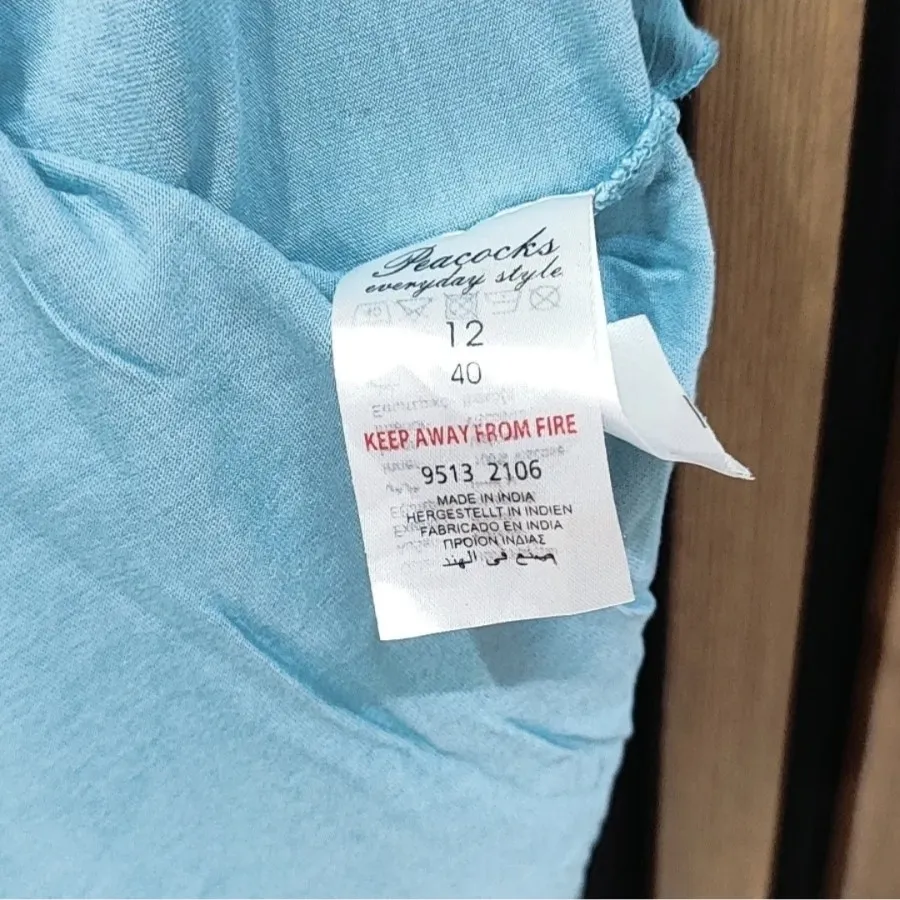 Peacocks
everyday style
12
40
KEEP AWAY FROM FIRE
9513 2106
MADE IN INDIA
HERGESTELLT IN INDIEN
FABRICADO EN INDIA
ΠΡΟΪΟΝ ΙΝΔΙΑΣ
صنع في الهند